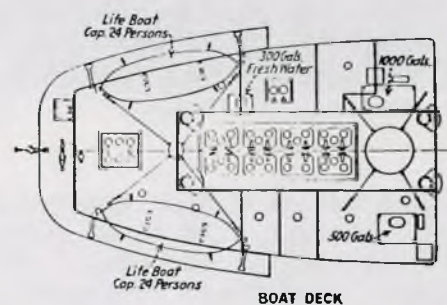 Life Boat
Cap. 24 Persons
300 Gals.
Fresh Water
1000 Gals.
500 Gals.
Life Boat
Cap. 24 Persons
BOAT DECK